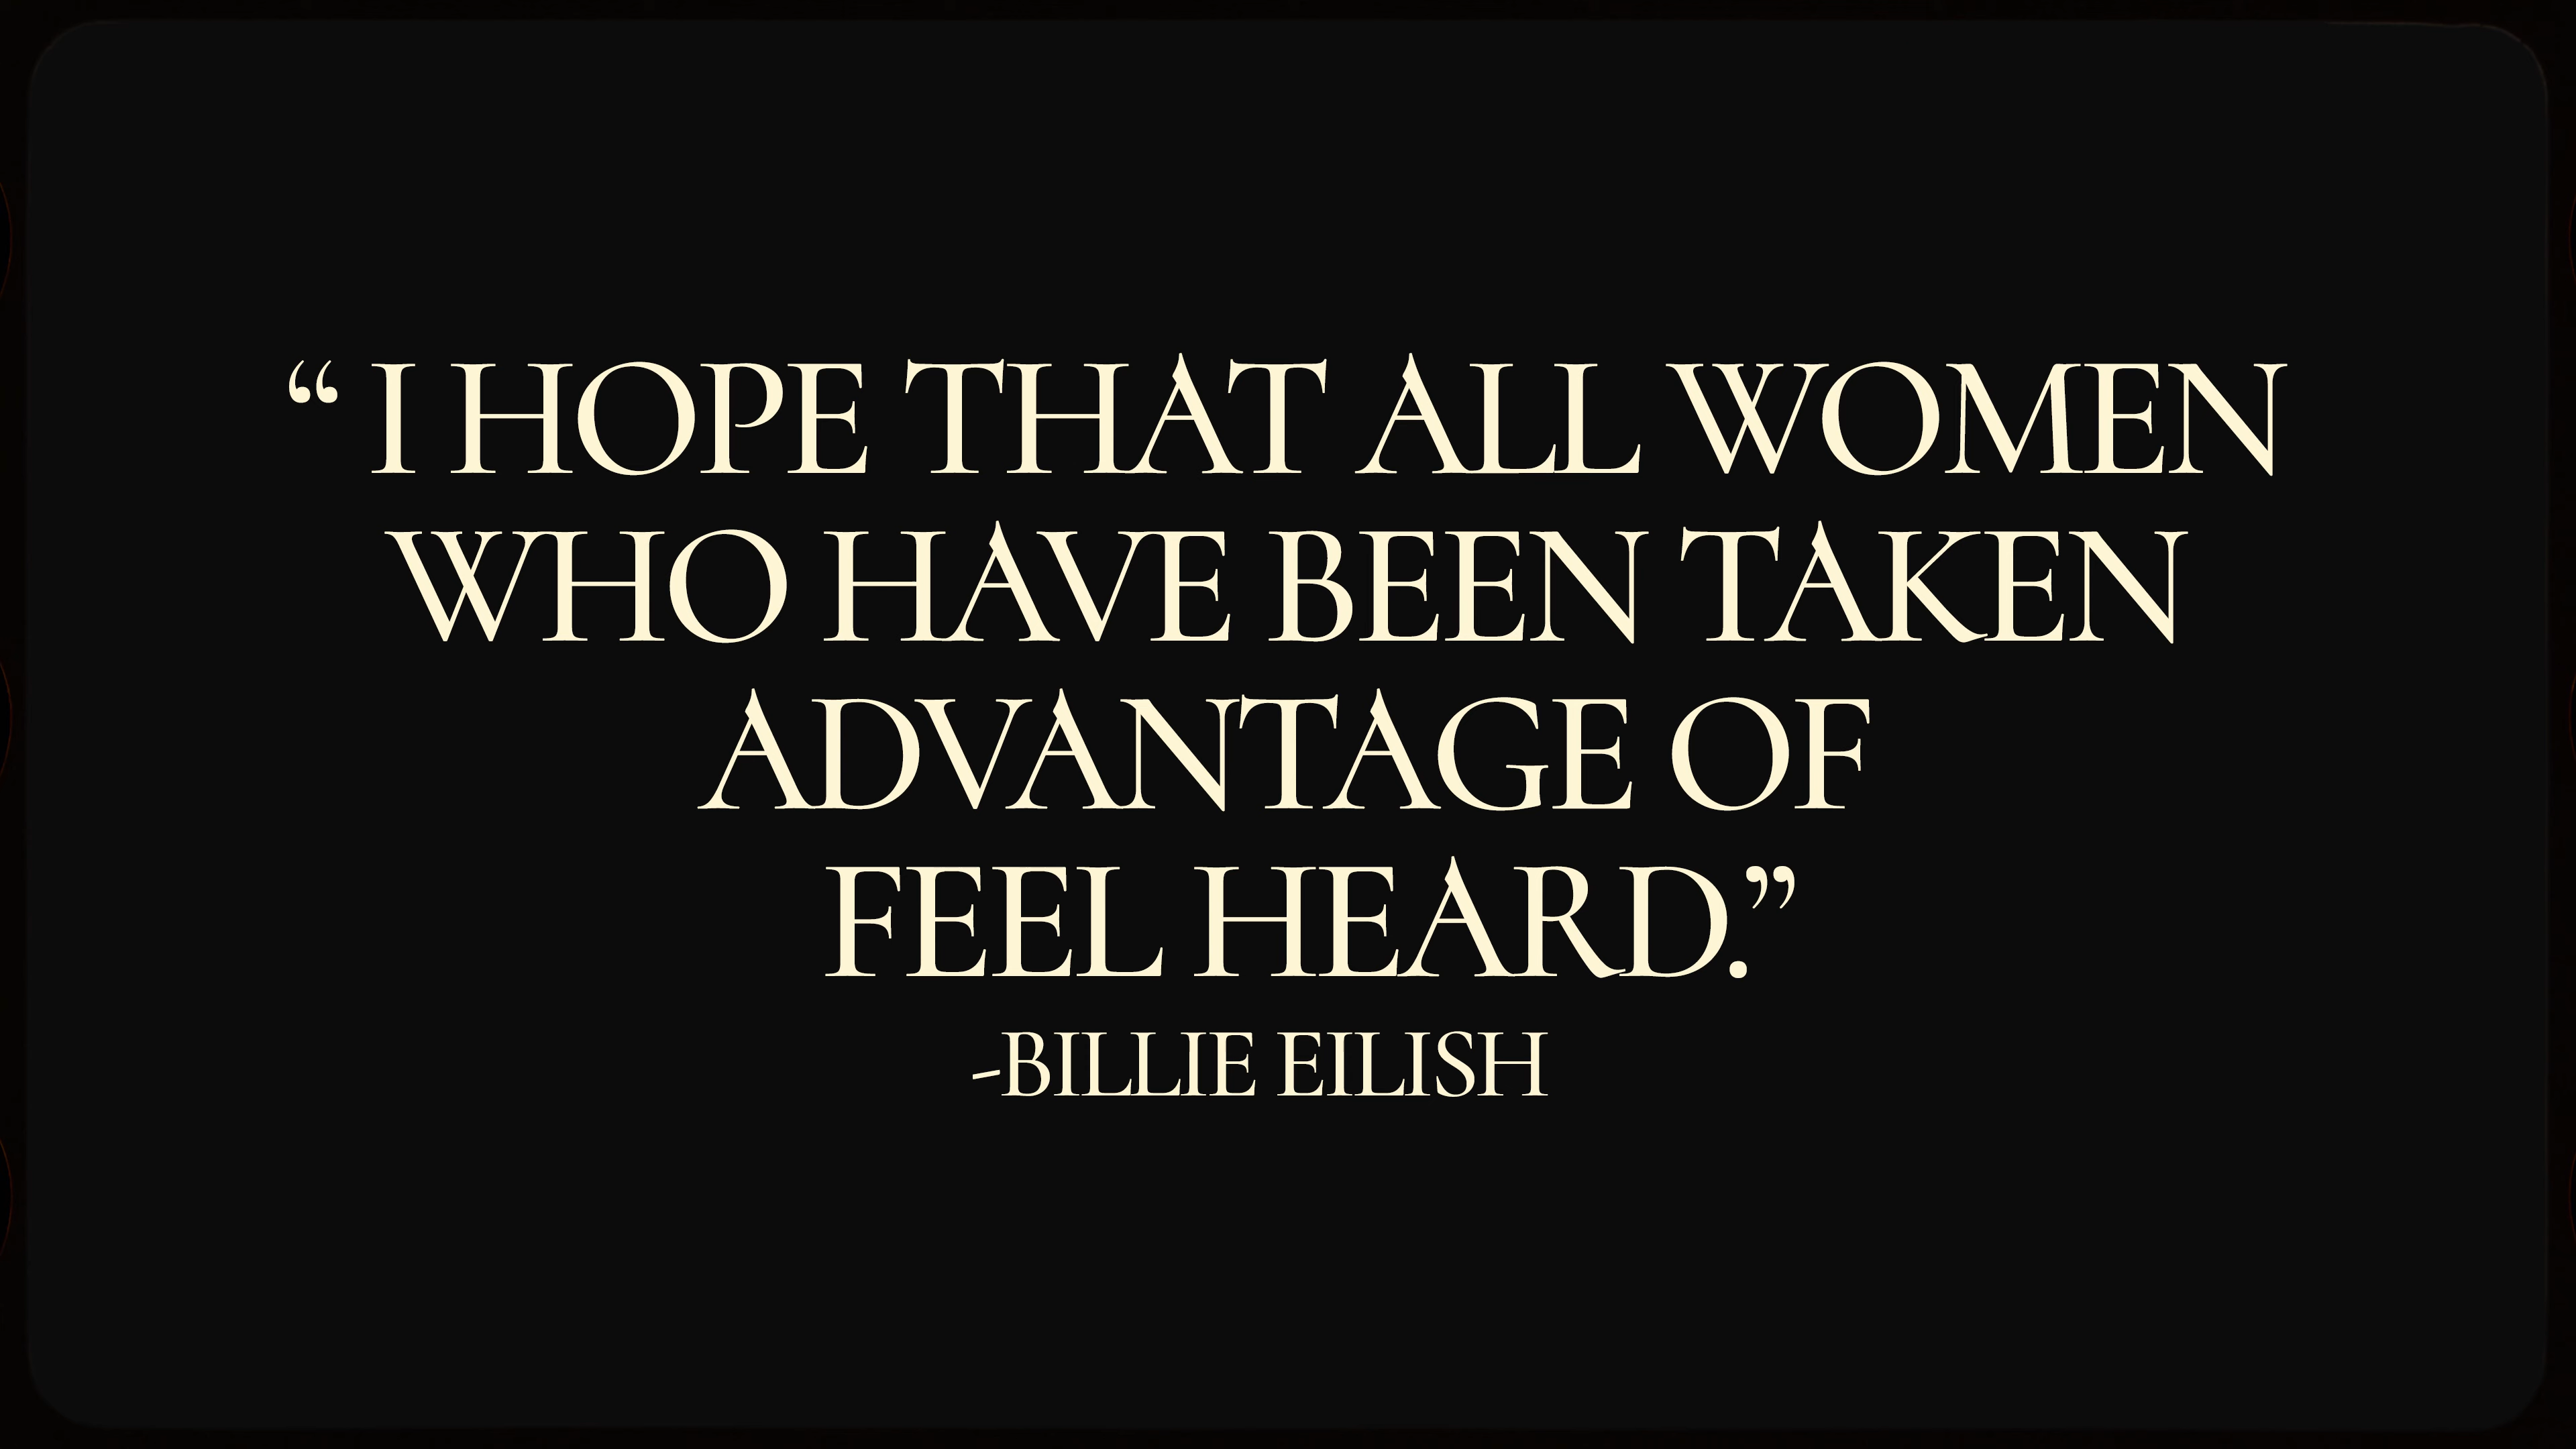 “ I HOPE THAT ALL WOMEN
WHO HAVE BEEN TAKEN
ADVANTAGE OF
FEEL HEARD.”
-BILLIE EILISH